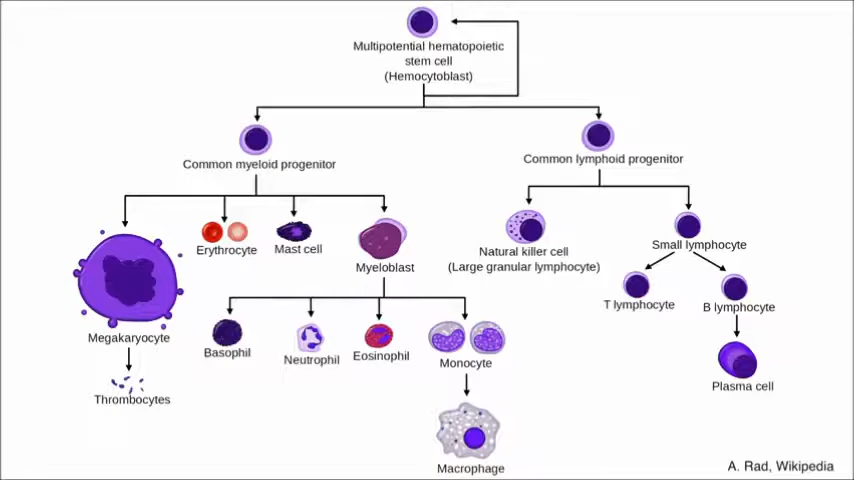 Multipotential hematopoietic
stem cell
(Hemocytoblast)
Common myeloid progenitor
Common lymphoid progenitor
Erythrocyte
Mast cell
Myeloblast
Natural killer cell
(Large granular lymphocyte)
Small lymphocyte
T lymphocyte
B lymphocyte
Megakaryocyte
Basophil
Neutrophil
Eosinophil
Monocyte
Plasma cell
Thrombocytes
Macrophage
A. Rad, Wikipedia